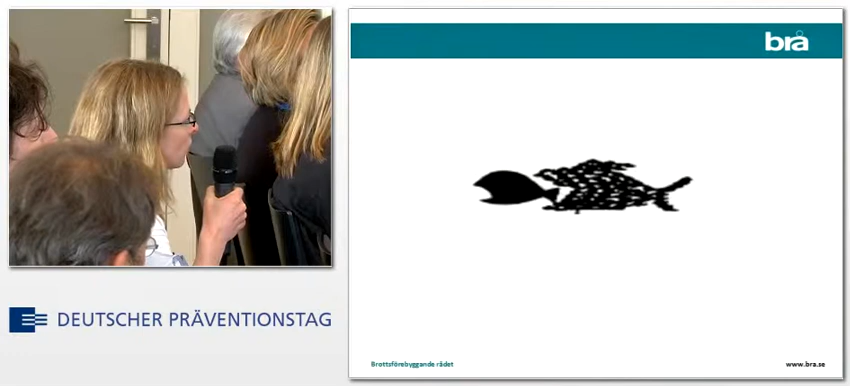 brå
DEUTSCHER PRÄVENTIONSTAG
Brottsförebyggande rådet
www.bra.se